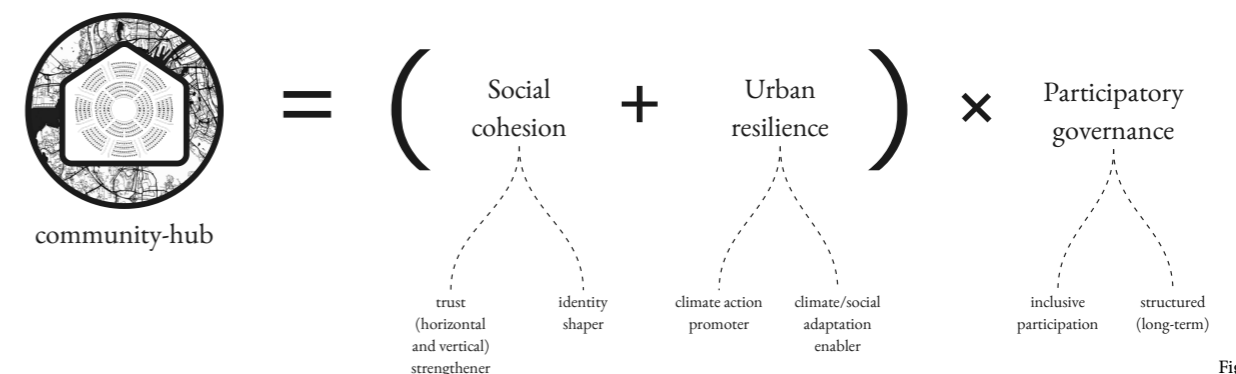 Social
cohesion
+
Urban
resilience
×
Participatory
governance
=
(
)
community-hub
trust
(horizontal
and vertical)
strengthener
identity
shaper
climate action
promoter
climate/social
adaptation
enabler
inclusive
participation
structured
(long-term)
Fig